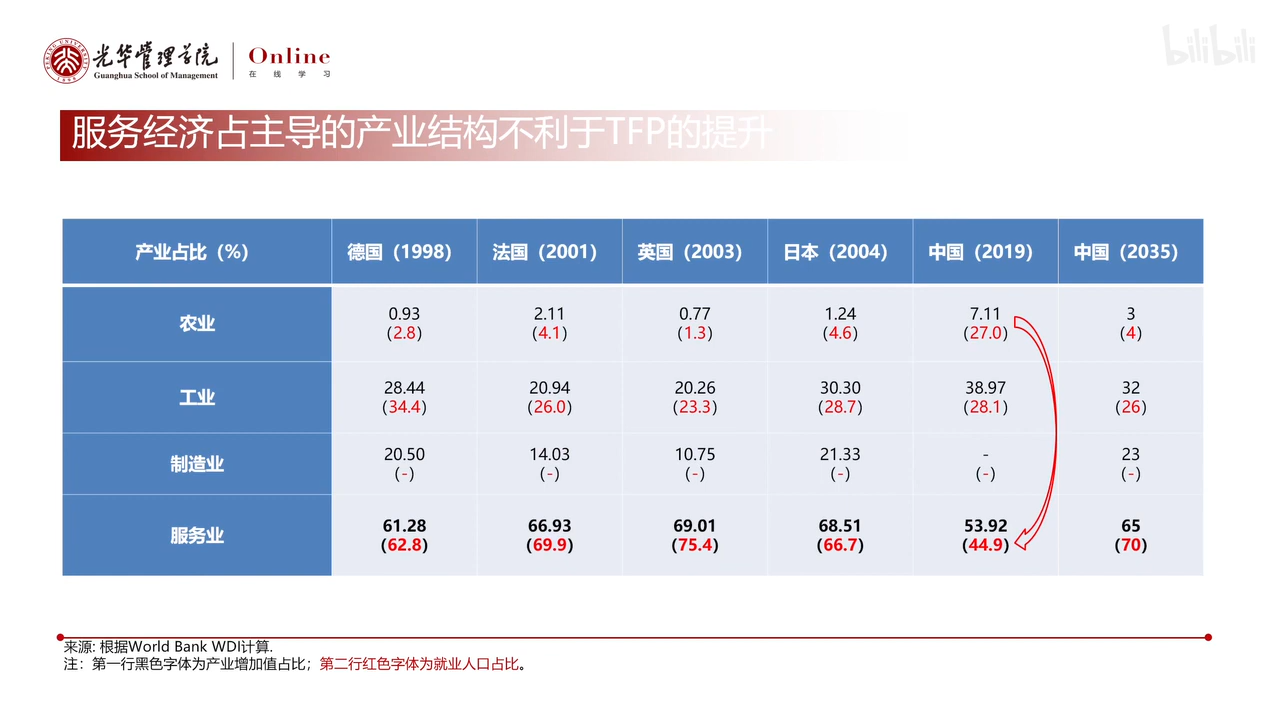 光华管理学院
Guanghua School of Management
Online
在线学习
PEKING UNIVERSITY
1898
bilibili
服务经济占主导的产业结构不利于TFP的提升
产业占比（%） 德国（1998） 法国（2001） 英国（2003） 日本（2004） 中国（2019） 中国（2035）
农业 0.93 2.11 0.77 1.24 7.11 3
（2.8） （4.1） （1.3） （4.6） （27.0） （4）
工业 28.44 20.94 20.26 30.30 38.97 32
（34.4） （26.0） （23.3） （28.7） （28.1） （26）
制造业 20.50 14.03 10.75 21.33 - 23
（-） （-） （-） （-） （-） （-）
服务业 61.28 66.93 69.01 68.51 53.92 65
（62.8） （69.9） （75.4） （66.7） （44.9） （70）
来源: 根据World Bank WDI计算.
注：第一行黑色字体为产业增加值占比；第二行红色字体为就业人口占比。